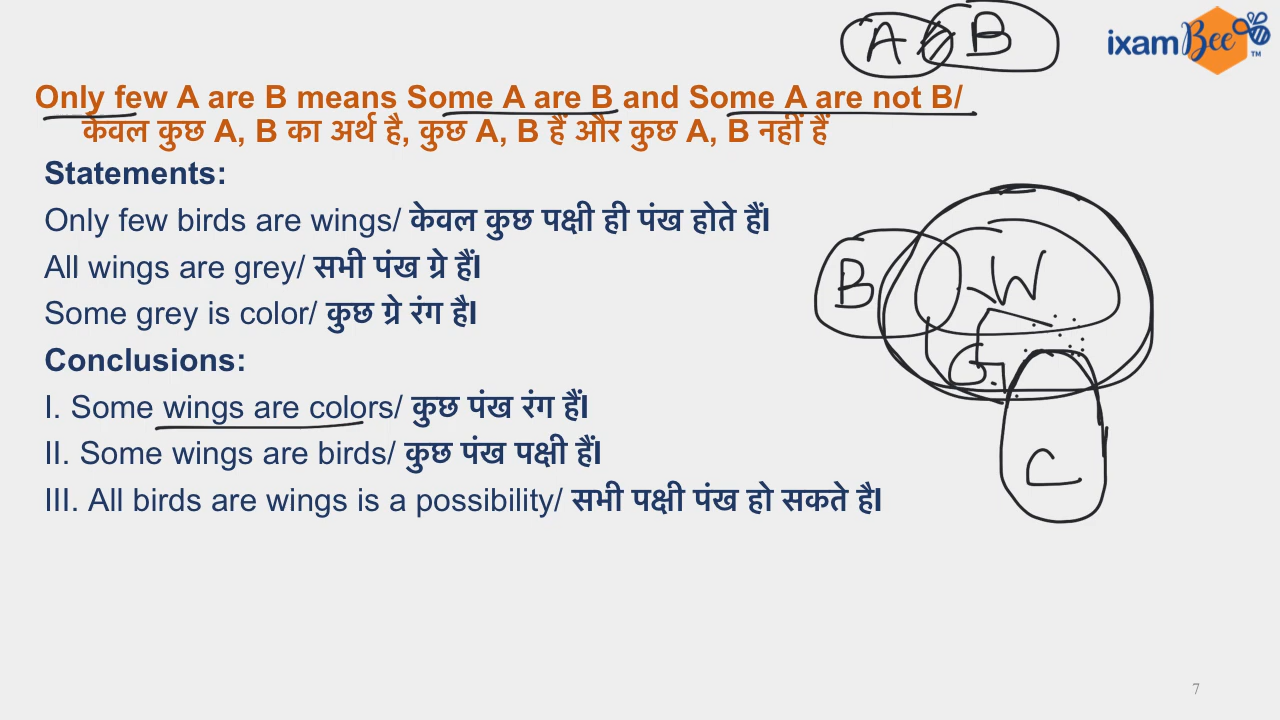 A B
ixamBee™
Only few A are B means Some A are B and Some A are not B/
केवल कुछ A, B का अर्थ है, कुछ A, B हैं और कुछ A, B नहीं हैं
Statements:
Only few birds are wings/ केवल कुछ पक्षी ही पंख होते हैं।
All wings are grey/ सभी पंख ग्रे हैं।
Some grey is color/ कुछ ग्रे रंग है।
Conclusions:
I. Some wings are colors/ कुछ पंख रंग हैं।
II. Some wings are birds/ कुछ पंख पक्षी हैं।
III. All birds are wings is a possibility/ सभी पक्षी पंख हो सकते है।
B W
G
C
7